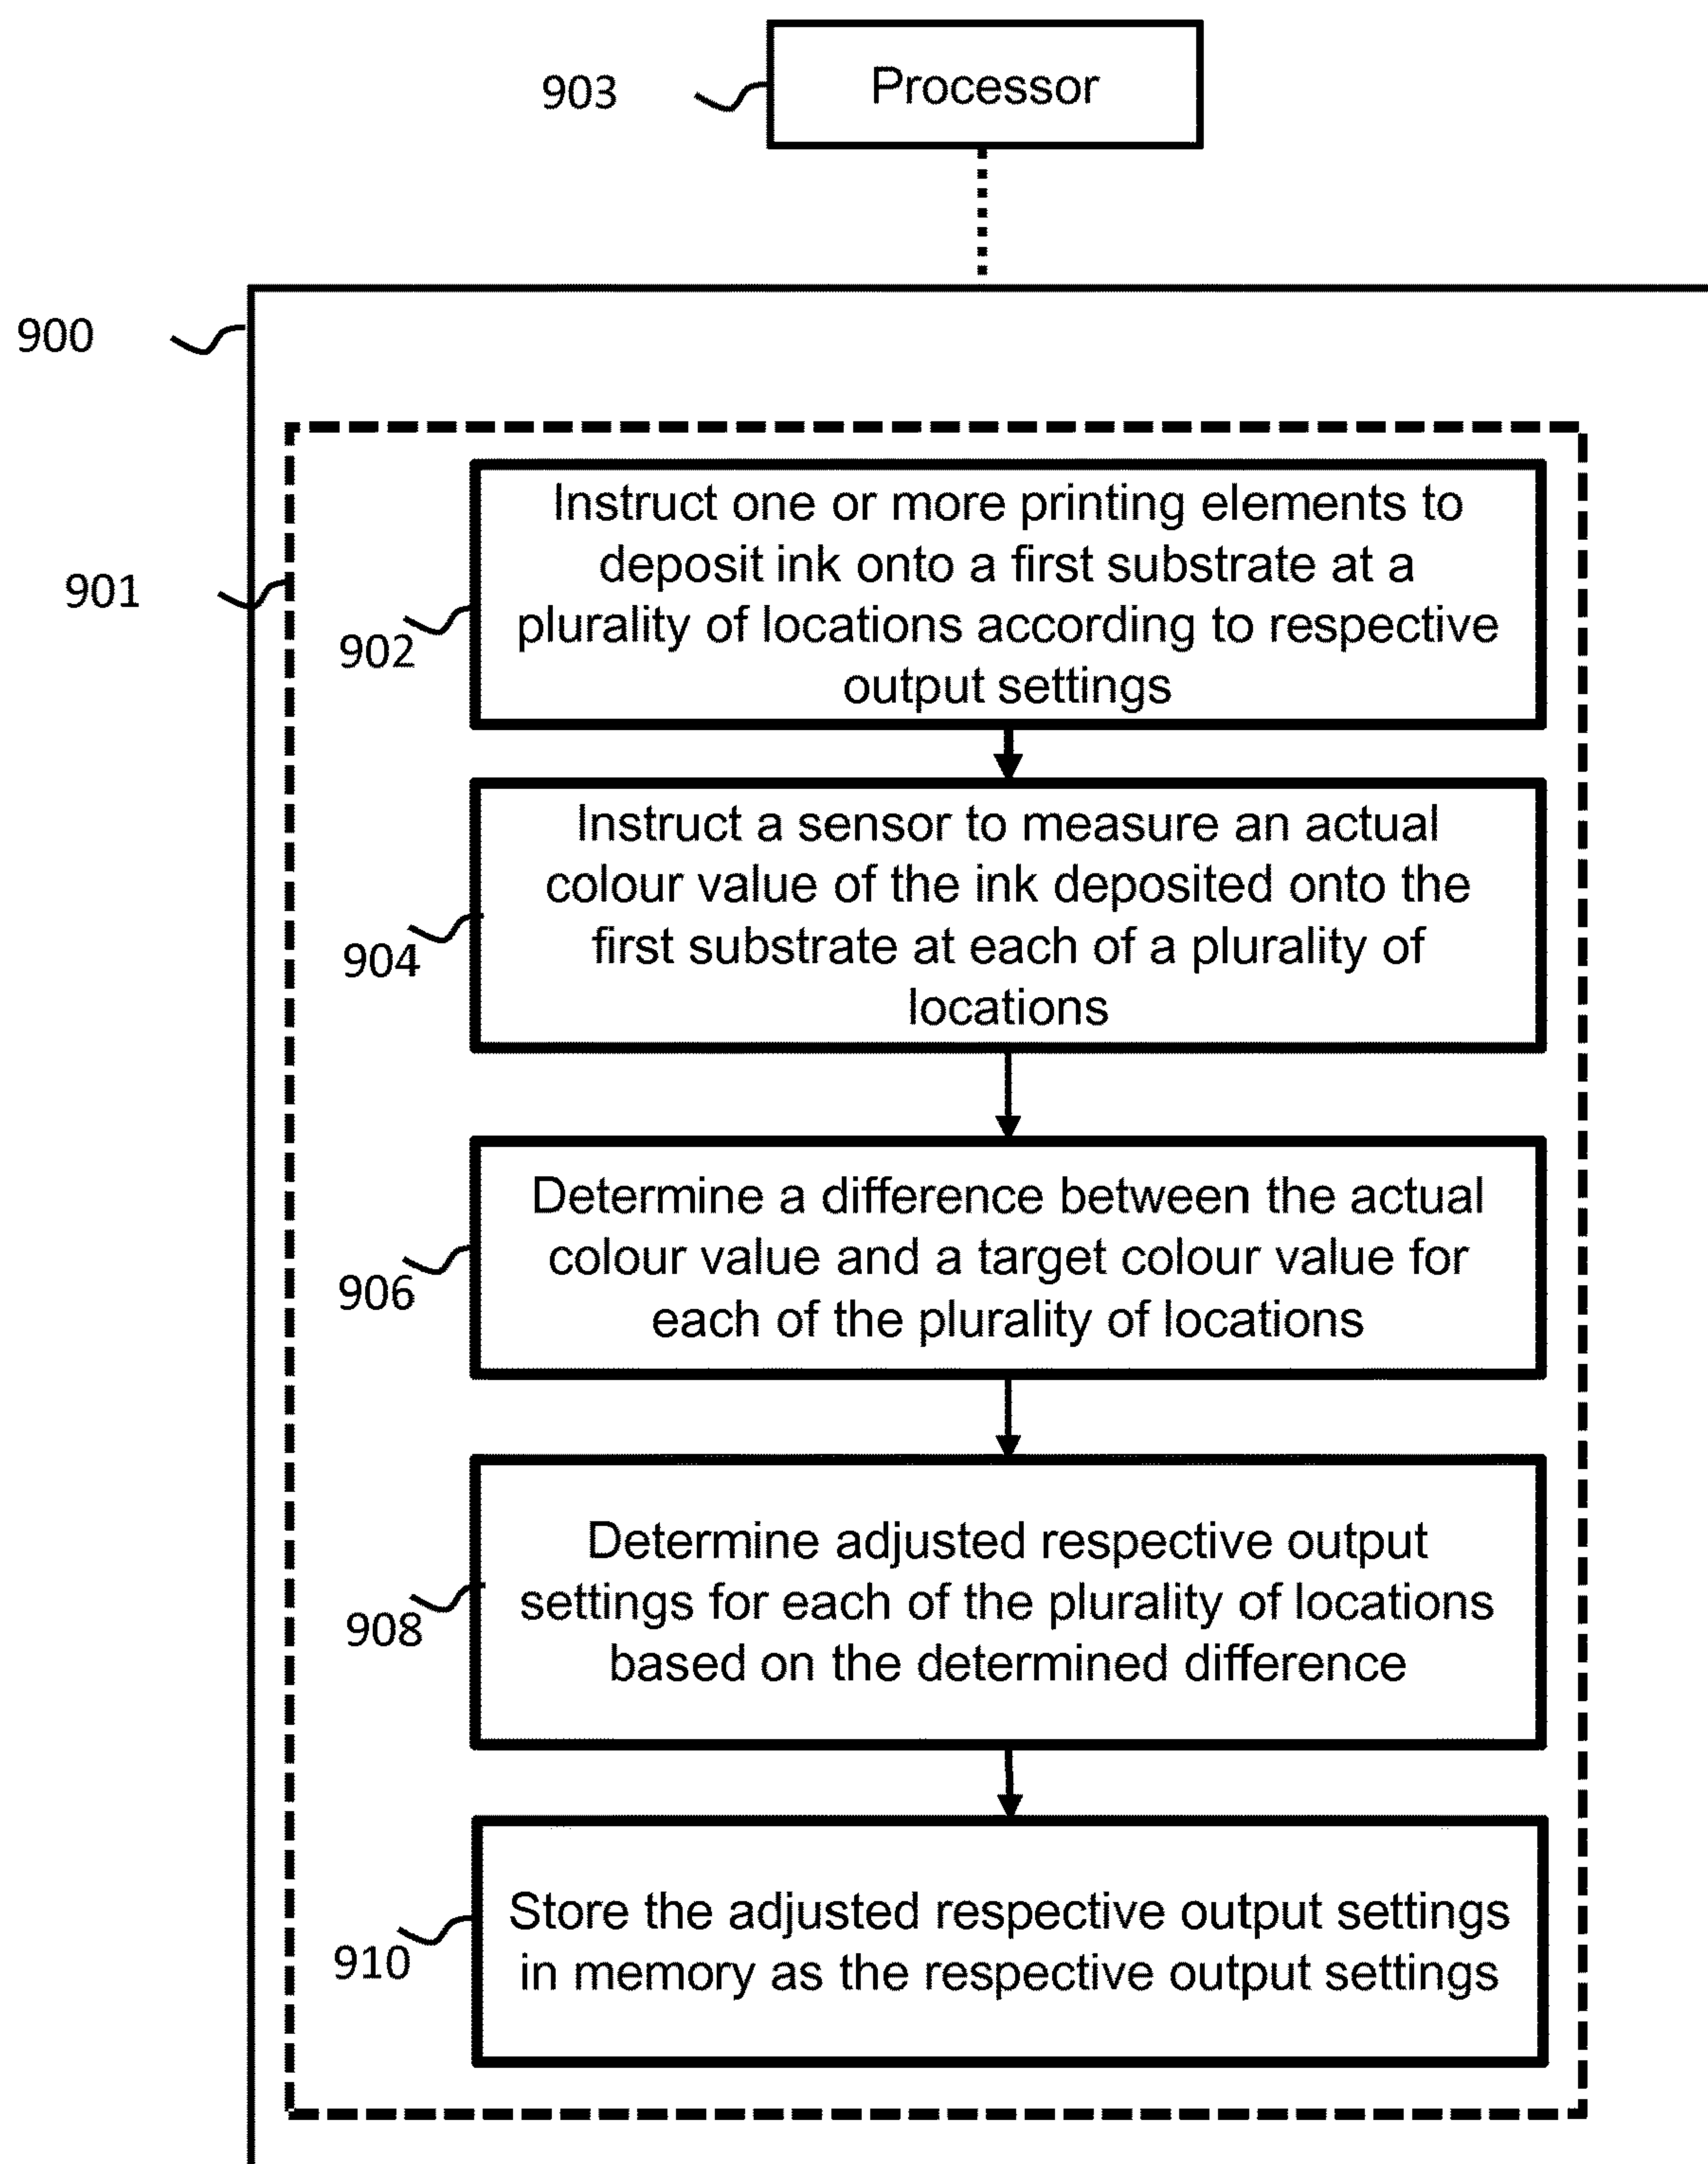 903
Processor
900
901
902
Instruct one or more printing elements to
deposit ink onto a first substrate at a
plurality of locations according to respective
output settings
904
Instruct a sensor to measure an actual
colour value of the ink deposited onto the
first substrate at each of a plurality of
locations
906
Determine a difference between the actual
colour value and a target colour value for
each of the plurality of locations
908
Determine adjusted respective output
settings for each of the plurality of locations
based on the determined difference
910
Store the adjusted respective output settings
in memory as the respective output settings